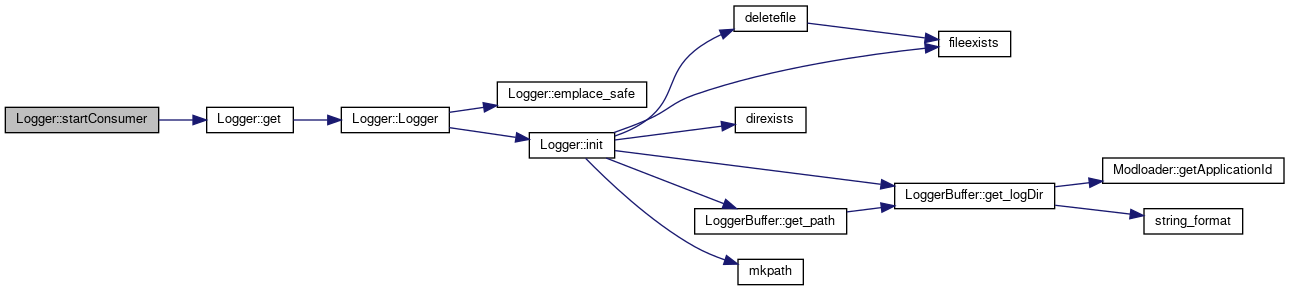 Logger::startConsumer
Logger::get
Logger::Logger
Logger::emplace_safe
Logger::init
deletefile
fileexists
direxists
LoggerBuffer::get_logDir
LoggerBuffer::get_path
mkpath
Modloader::getApplicationId
string_format